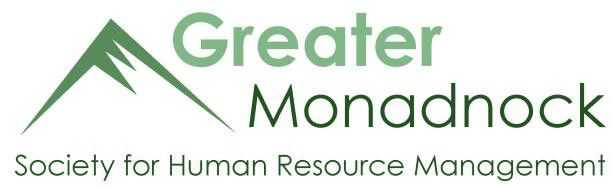 Greater
Monadnock
Society for Human Resource Management